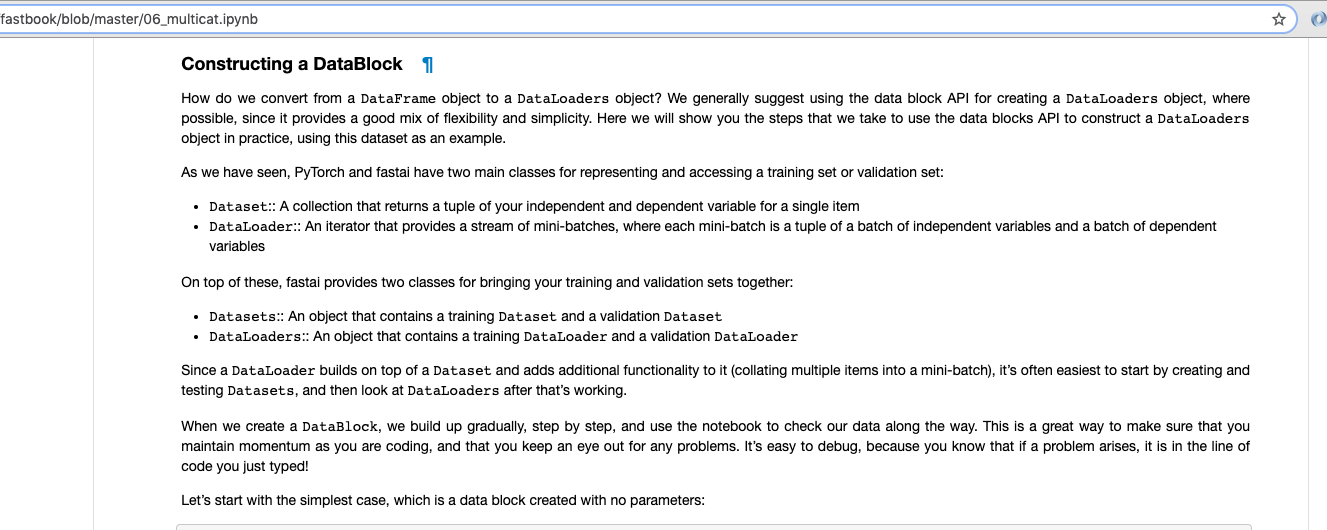 fastbook/blob/master/06_multicat.ipynb
Constructing a DataBlock ¶
How do we convert from a DataFrame object to a DataLoaders object? We generally suggest using the data block API for creating a DataLoaders object, where
possible, since it provides a good mix of flexibility and simplicity. Here we will show you the steps that we take to use the data blocks API to construct a DataLoaders
object in practice, using this dataset as an example.
As we have seen, PyTorch and fastai have two main classes for representing and accessing a training set or validation set:
• Dataset:: A collection that returns a tuple of your independent and dependent variable for a single item
• DataLoader:: An iterator that provides a stream of mini-batches, where each mini-batch is a tuple of a batch of independent variables and a batch of dependent
variables
On top of these, fastai provides two classes for bringing your training and validation sets together:
• Datasets:: An object that contains a training Dataset and a validation Dataset
• DataLoaders:: An object that contains a training DataLoader and a validation DataLoader
Since a DataLoader builds on top of a Dataset and adds additional functionality to it (collating multiple items into a mini-batch), it's often easiest to start by creating and
testing Datasets, and then look at DataLoaders after that's working.
When we create a DataBlock, we build up gradually, step by step, and use the notebook to check our data along the way. This is a great way to make sure that you
maintain momentum as you are coding, and that you keep an eye out for any problems. It's easy to debug, because you know that if a problem arises, it is in the line of
code you just typed!
Let's start with the simplest case, which is a data block created with no parameters: